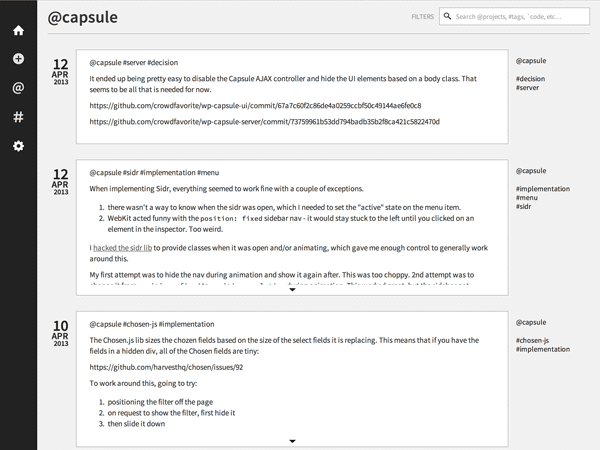 @capsule
FILTERS
Search @projects, #tags, `code, etc…
12
APR
2013
@capsule #server #decision
It ended up being pretty easy to disable the Capsule AJAX controller and hide the UI elements based on a body class. That
seems to be all that is needed for now.
https://github.com/crowdfavorite/wp-capsule-ui/commit/67a7c60f2c86de4a0259ccbf50c49144ae6fe0c8
https://github.com/crowdfavorite/wp-capsule-server/commit/73759961b53dd794badb35b2f8ca421c5822470d
@capsule
#decision
#server
12
APR
2013
@capsule #sidr #implementation #menu
When implementing Sidr, everything seemed to work fine with a couple of exceptions.
1. there wasn't a way to know when the sidr was open, which I needed to set the "active" state on the menu item.
2. WebKit acted funny with the position: fixed sidebar nav - it would stay stuck to the left until you clicked on
an element in the inspector. Too weird.
I hacked the sidr lib to provide classes when it was open and/or animating, which gave me enough control to generally work
around this.
My first attempt was to hide the nav during animation and show it again after. This was too choppy. 2nd attempt was to
@capsule
#implementation
#menu
#sidr
10
APR
2013
@capsule #chosen-js #implementation
The Chosen.js lib sizes the chozen fields based on the size of the select fields it is replacing. This means that if you have the
fields in a hidden div, all of the Chosen fields are tiny:
https://github.com/harvesthq/chosen/issues/92
To work around this, going to try:
1. positioning the filter off the page
2. on request to show the filter, first hide it
3. then slide it down
@capsule
#chosen-js
#implementation